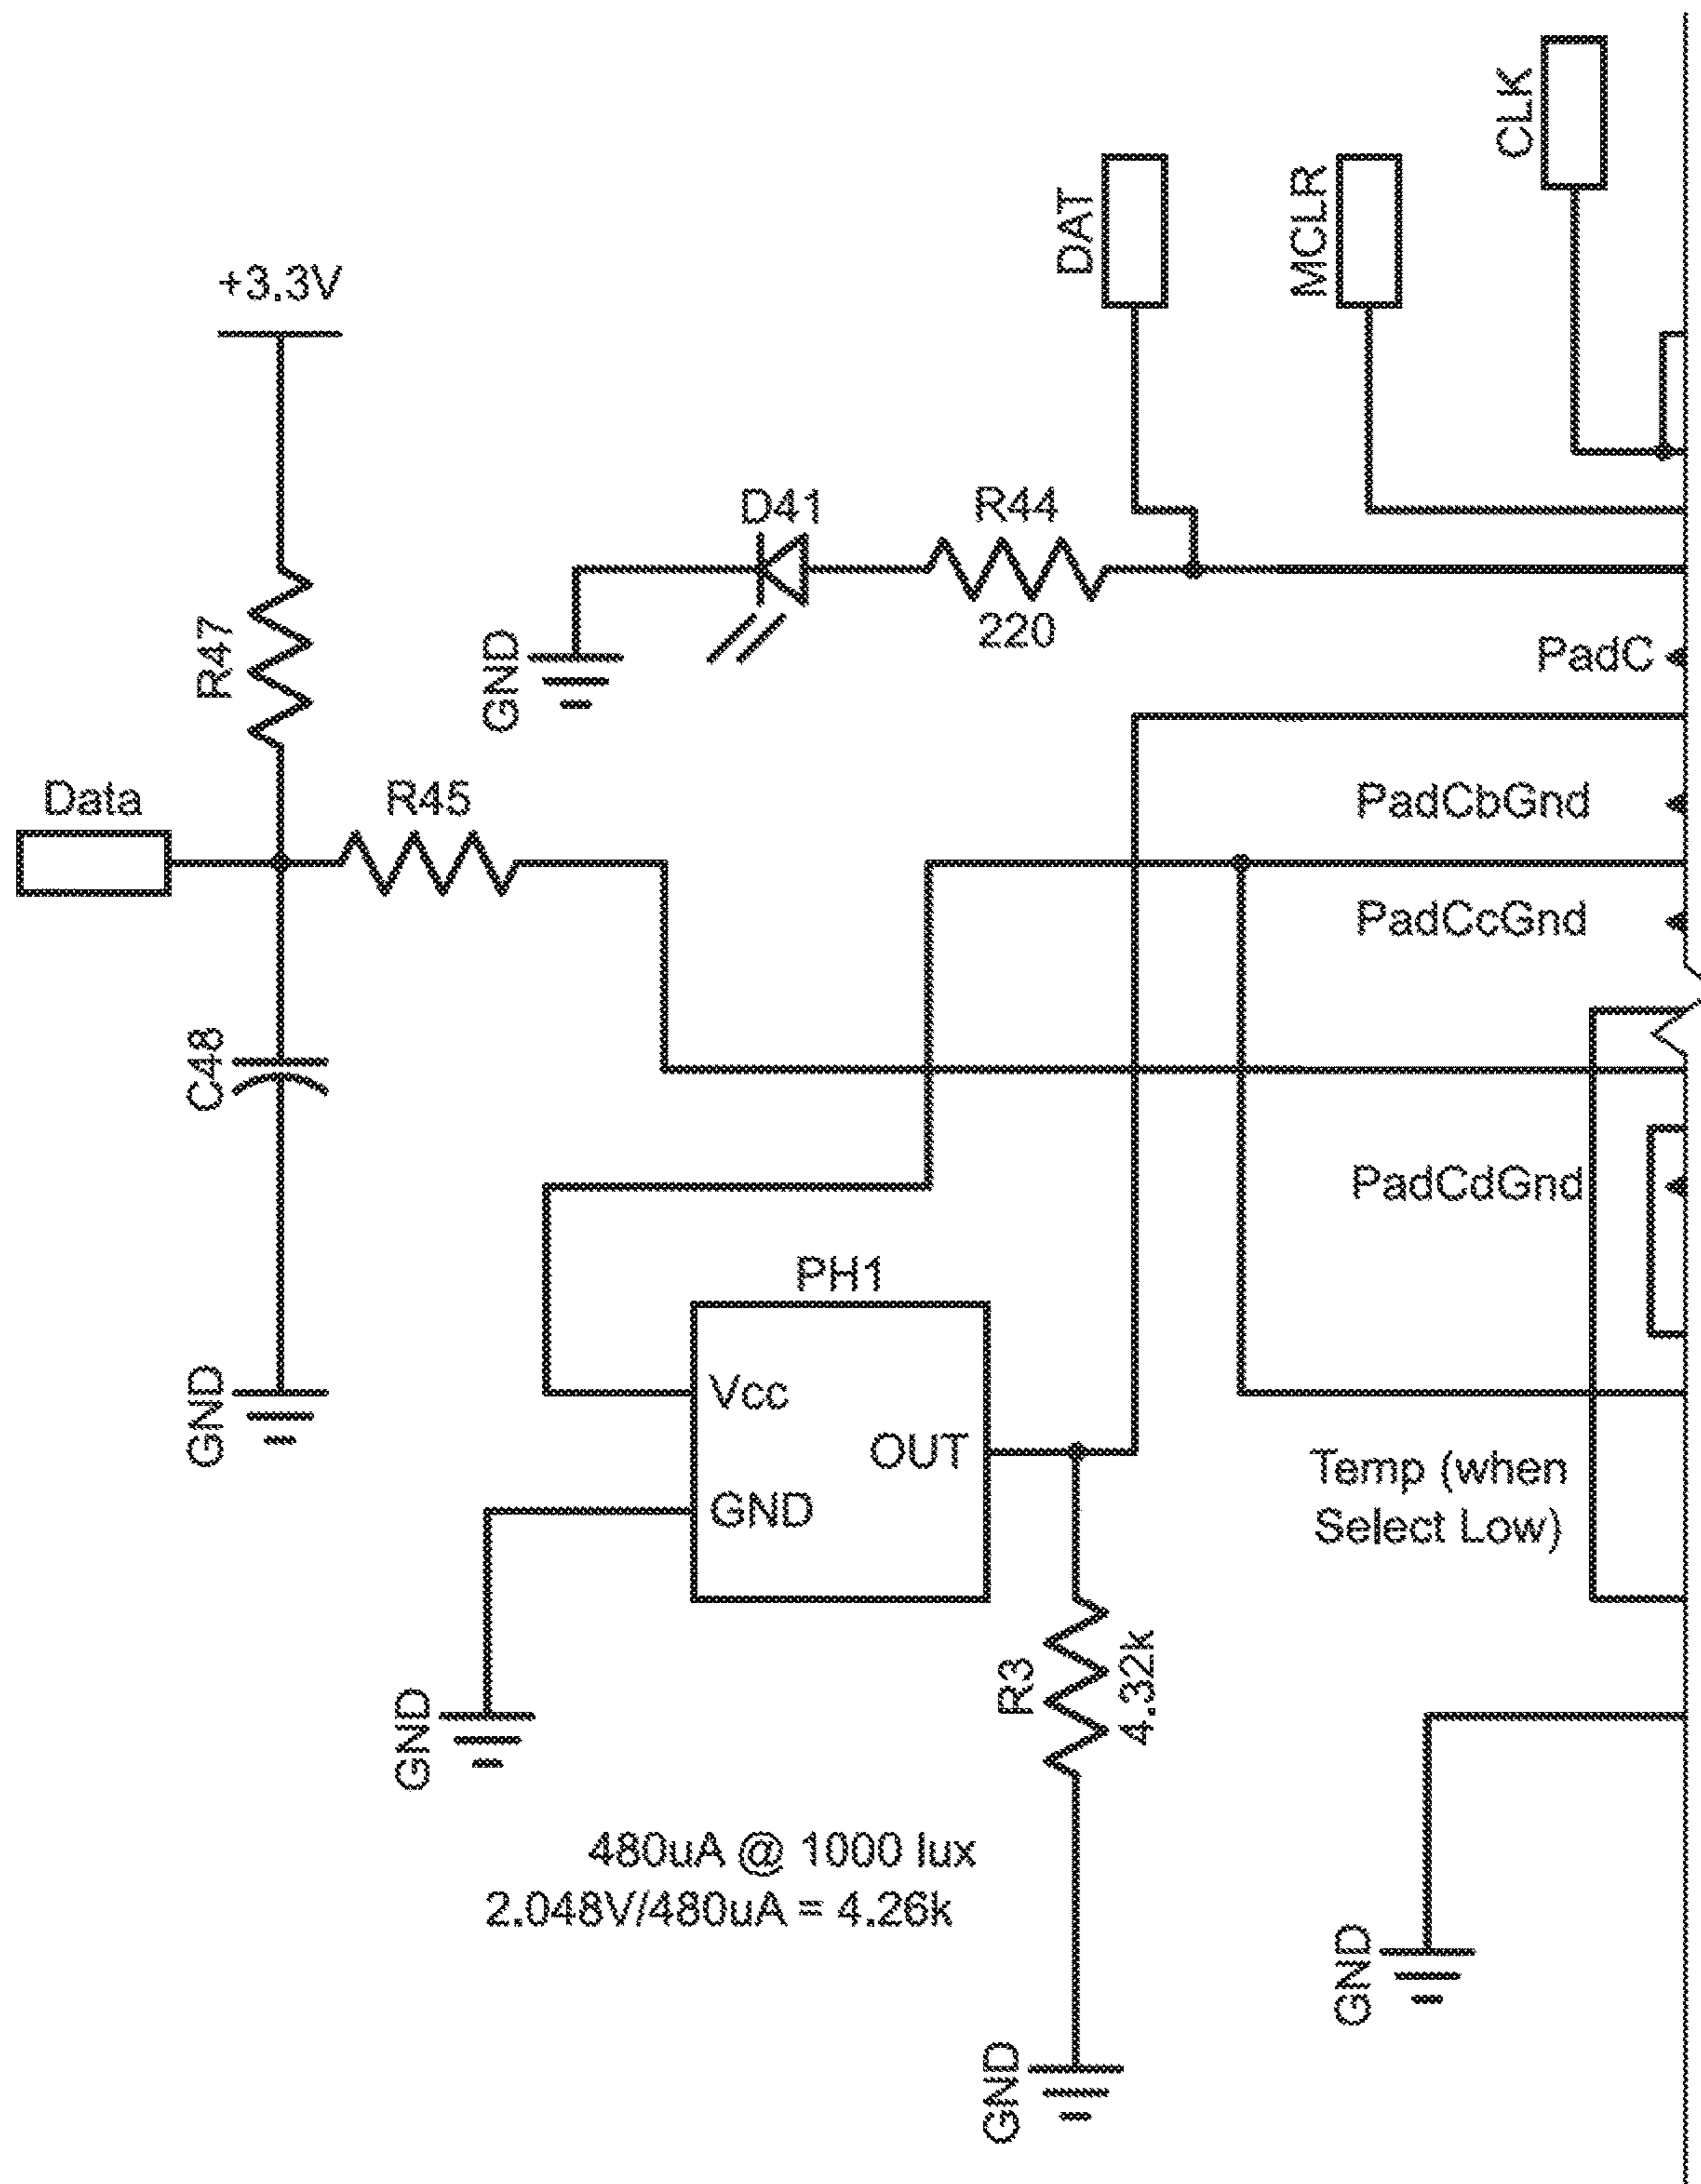 CLK
DAT
MCLR
+3.3V
D41
R44
220
GND
R47
PadC
Data
R45
PadCbGnd
PadCcGnd
C48
PadCdGnd
PH1
Vcc
OUT
GND
GND
Temp (when
Select Low)
R3
4.32k
GND
480uA @ 1000 lux
2.048V/480uA = 4.26k
GND
GND